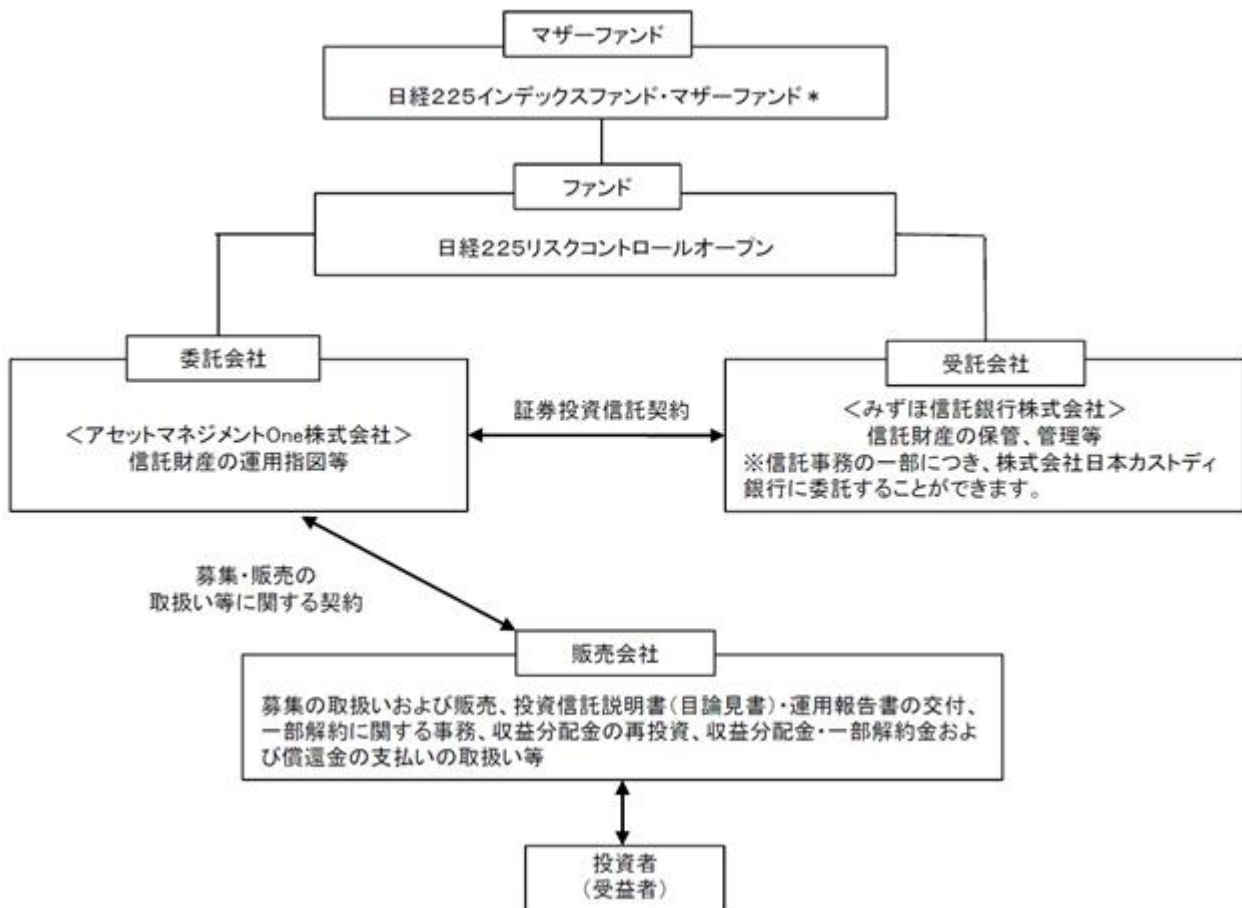 マザーファンド
日経225インデックスファンド・マザーファンド*
ファンド
日経225リスクコントロールオープン
委託会社
<アセットマネジメントOne株式会社>
信託財産の運用指図等
証券投資信託契約
受託会社
<みずほ信託銀行株式会社>
信託財産の保管、管理等
※信託事務の一部につき、株式会社日本カストディ
銀行に委託することができます。
募集・販売の
取扱い等に関する契約
販売会社
募集の取扱いおよび販売、投資信託説明書(目論見書)・運用報告書の交付、
一部解約に関する事務、収益分配金の再投資、収益分配金・一部解約金およ
び償還金の支払いの取扱い等
投資者
(受益者)